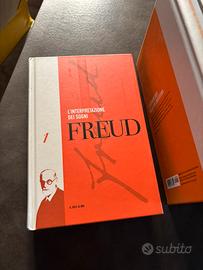 L'INTERPRETAZIONE
DEI SOGNI
1
FREUD
subito